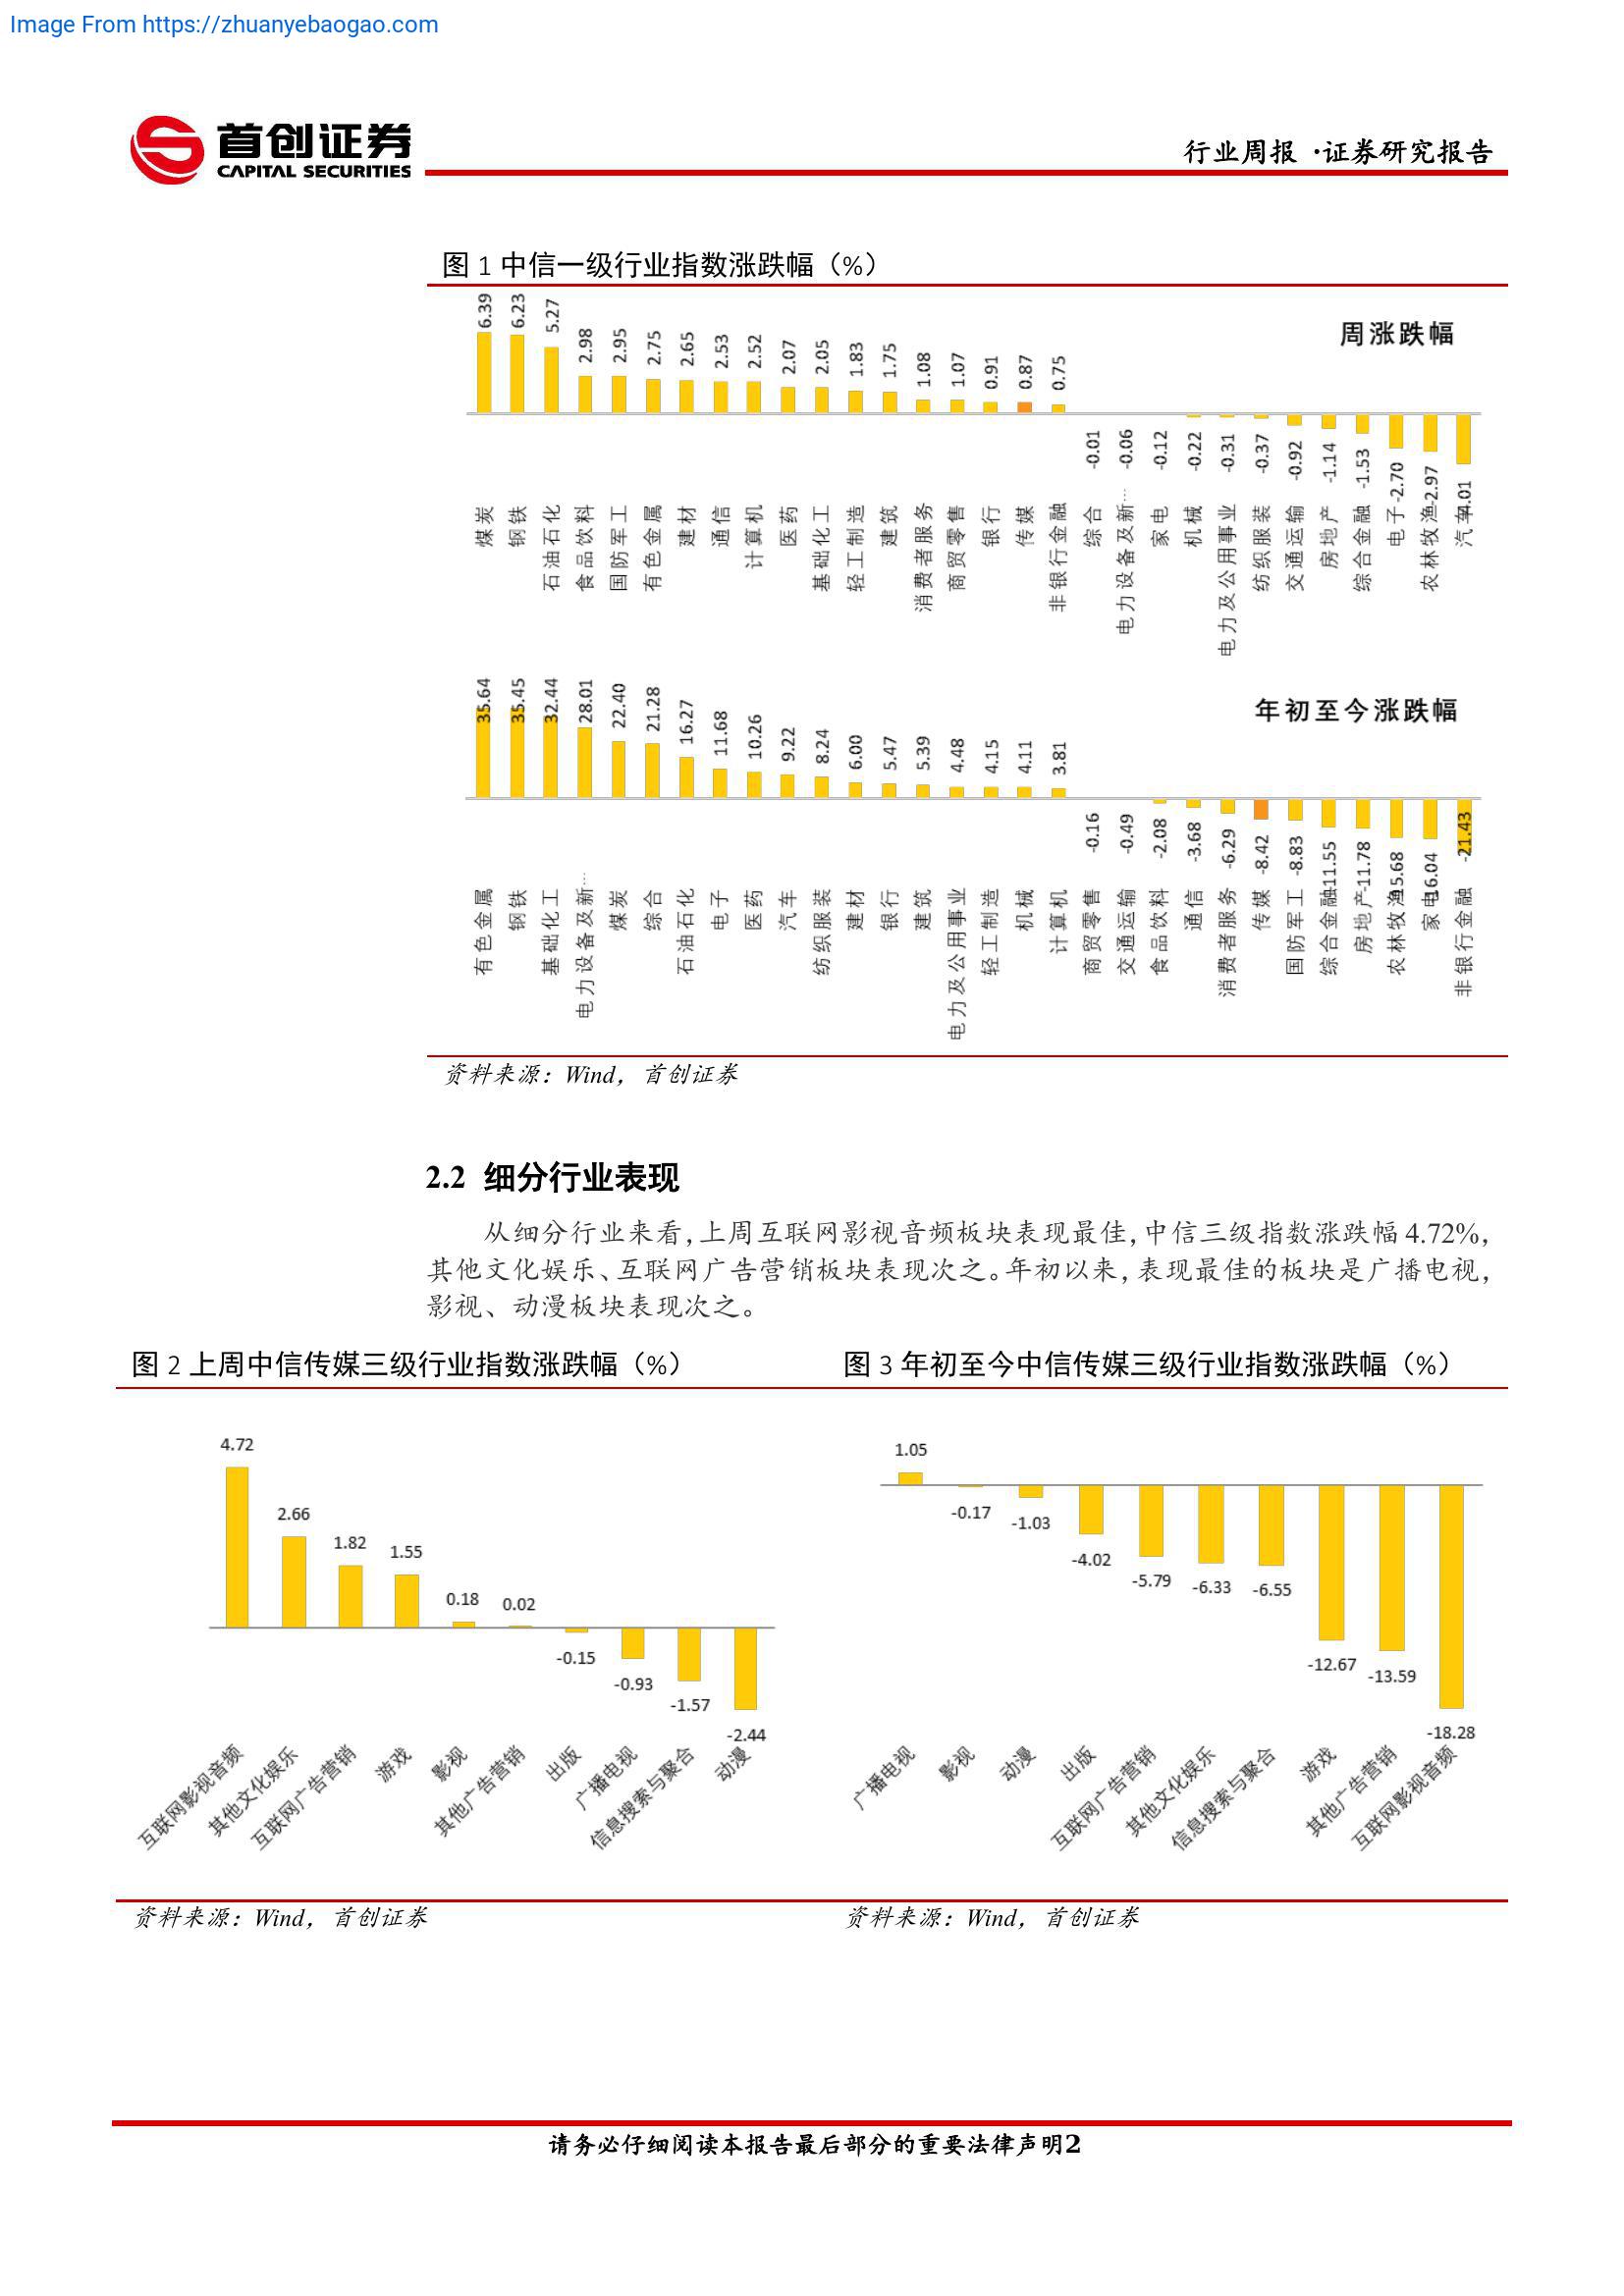 Image From https://zhuanyebaogao.com
首创证券
CAPITAL SECURITIES
行业周报 ·证券研究报告
图 1 中信一级行业指数涨跌幅（%）
周涨跌幅
6.39 6.23 5.27 2.98 2.95 2.75 2.65 2.53 2.52 2.07 2.05 1.83 1.75 1.08 1.07 0.91 0.87 0.75 -0.01 -0.06 -0.12 -0.22 -0.31 -0.37 -0.92 -1.14 -1.53 -2.70 -2.97 -4.01
煤炭 钢铁 石油石化 食品饮料 国防军工 有色金属 建材 通信 计算机 医药 基础化工 轻工制造 建筑 消费者服务 商贸零售 银行 传媒 非银行金融 综合 电力设备及新… 家电 机械 电力及公用事业 纺织服装 交通运输 房地产 综合金融 电子 农林牧渔 汽车
年初至今涨跌幅
35.64 35.45 32.44 28.01 22.40 21.28 16.27 11.68 10.26 9.22 8.24 6.00 5.47 5.39 4.48 4.15 4.11 3.81 -0.16 -0.49 -2.08 -3.68 -6.29 -8.42 -8.83 -11.55 -11.78 -15.68 -16.04 -21.43
有色金属 钢铁 基础化工 电力设备及新… 煤炭 综合 石油石化 电子 医药 汽车 纺织服装 建材 银行 建筑 电力及公用事业 轻工制造 机械 计算机 商贸零售 交通运输 食品饮料 通信 消费者服务 传媒 国防军工 综合金融 房地产 农林牧渔 家电 非银行金融
资料来源：Wind，首创证券
2.2 细分行业表现
从细分行业来看，上周互联网影视音频板块表现最佳，中信三级指数涨跌幅 4.72%，
其他文化娱乐、互联网广告营销板块表现次之。年初以来，表现最佳的板块是广播电视，
影视、动漫板块表现次之。
图 2 上周中信传媒三级行业指数涨跌幅（%）
4.72 2.66 1.82 1.55 0.18 0.02 -0.15 -0.93 -1.57 -2.44
互联网影视音频 其他文化娱乐 互联网广告营销 游戏 影视 其他广告营销 出版 广播电视 信息搜索与聚合 动漫
资料来源：Wind，首创证券
图 3 年初至今中信传媒三级行业指数涨跌幅（%）
1.05 -0.17 -1.03 -4.02 -5.79 -6.33 -6.55 -12.67 -13.59 -18.28
广播电视 影视 动漫 出版 互联网广告营销 其他文化娱乐 信息搜索与聚合 游戏 其他广告营销 互联网影视音频
资料来源：Wind，首创证券
请务必仔细阅读本报告最后部分的重要法律声明2